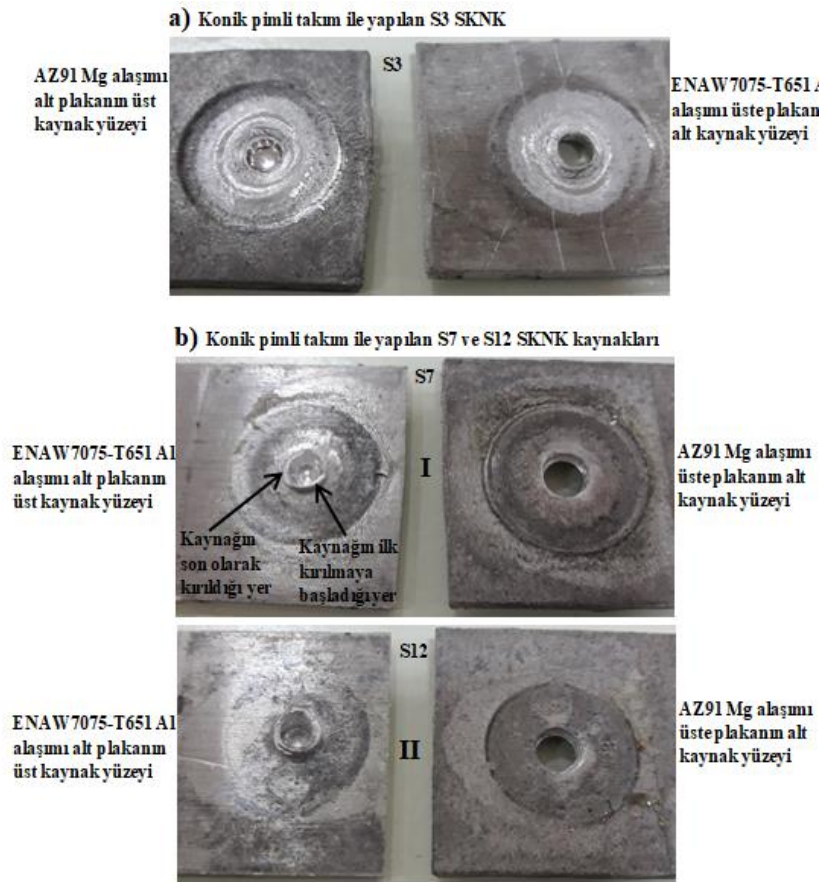 a) Konik pimli takım ile yapılan S3 SKNK
AZ91 Mg alaşımı
alt plakanın üst
kaynak yüzeyi
S3
ENAW7075-T651 A
alaşımı üste plakan
alt kaynak yüzeyi
b) Konik pimli takım ile yapılan S7 ve S12 SKNK kaynakları
S7
ENAW7075-T651 Al
alaşımı alt plakanın
üst kaynak yüzeyi
I
AZ91 Mg alaşımı
üste plakanın alt
kaynak yüzeyi
Kaynağın
son olarak
kırıldığı yer
Kaynağın ilk
kırılmaya
başladığı yer
S12
ENAW7075-T651 Al
alaşımı alt plakanın
üst kaynak yüzeyi
II
AZ91 Mg alaşımı
üste plakanın alt
kaynak yüzeyi